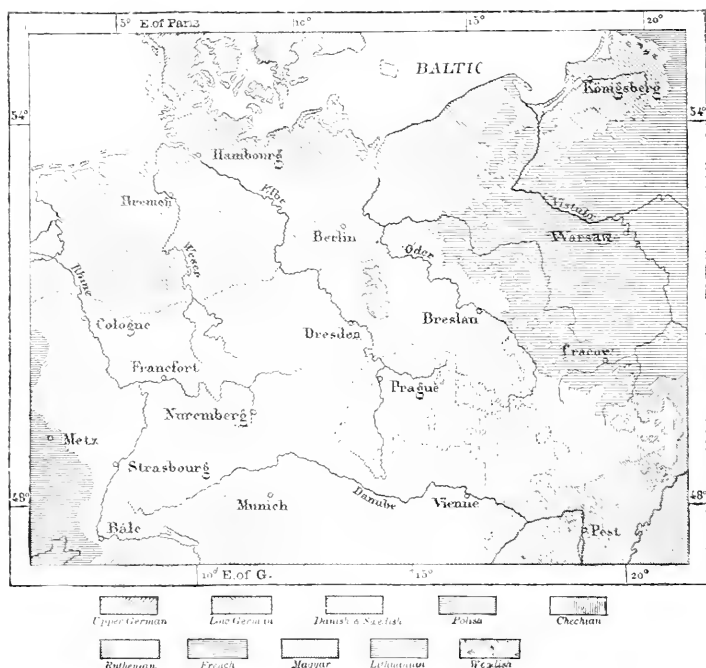 5° E. of Paris 10° 15° 20°
BALTIC
Königsberg
54° 54°
Hambourg
Elbe
Bremen
Vistula
Berlin
Warsaw
Oder
Weser
Rhine
Breslau
Cologne
Dresden
Cracow
Francfort
Prague
Nuremberg
Metz
Strasbourg
48° 48°
Munich
Danube
Vienne
Pest
Bâle
10° E. of G. 15° 20°
Upper German Low German Danish & Swedish Polish Chechian
Ruthenian French Magyar Lithuanian Wendish